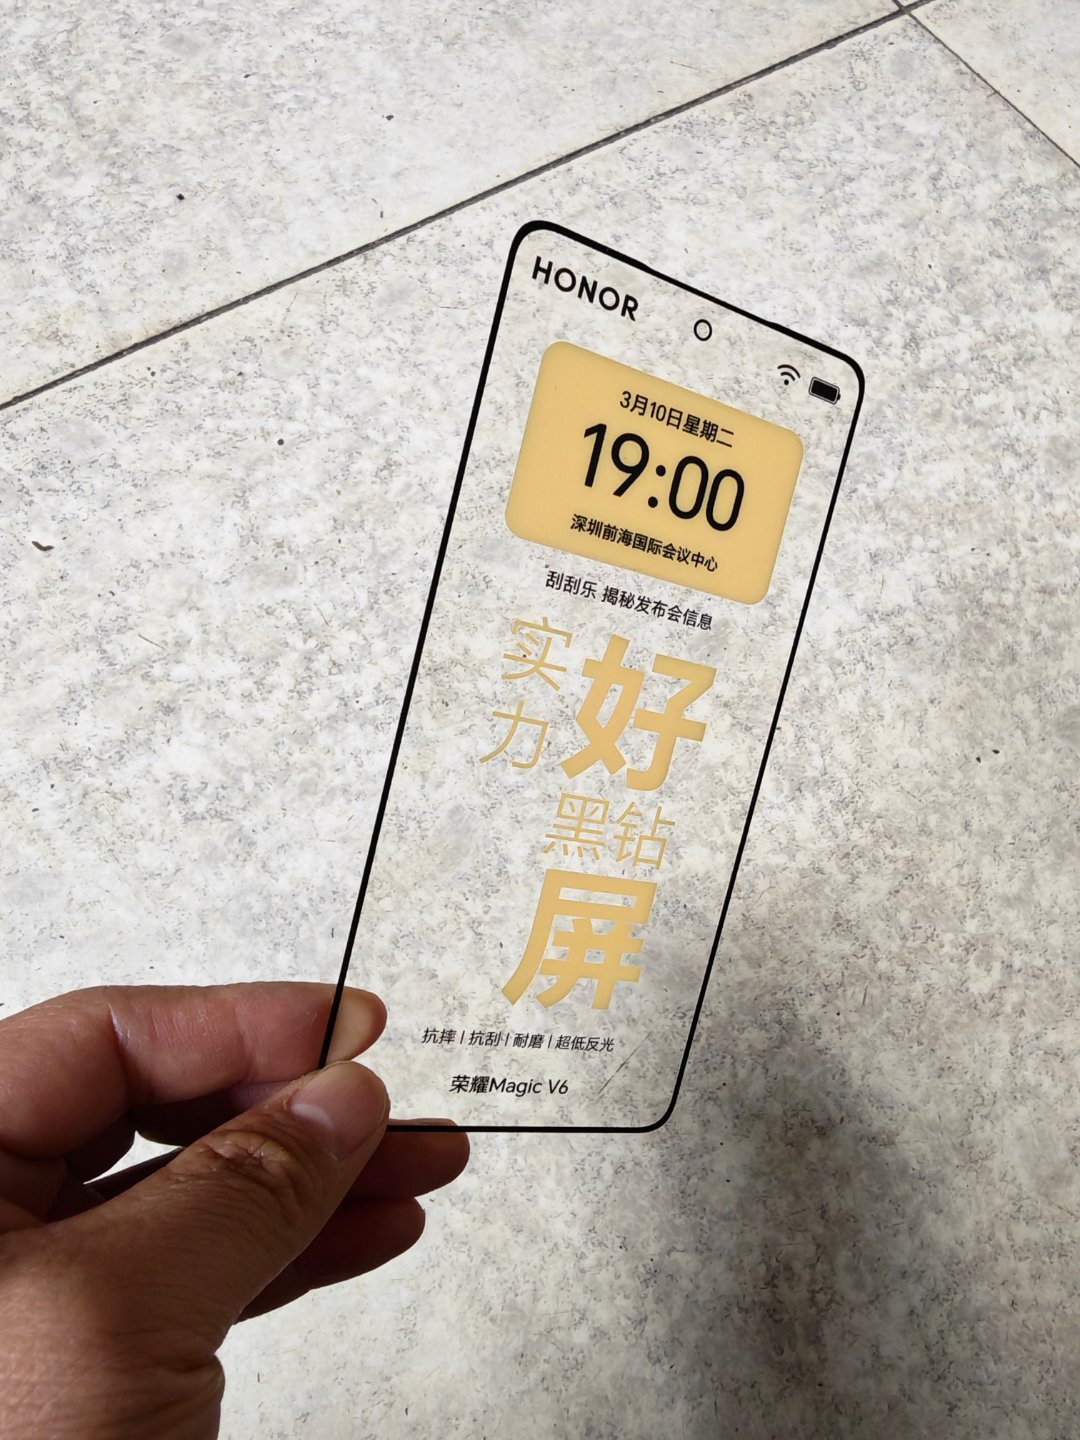 HONOR
3月10日星期二
19:00
深圳前海国际会议中心
刮刮乐 揭秘发布会信息
实力
好
黑钻
屏
抗摔 | 抗刮 | 耐磨 | 超低反光
荣耀Magic V6